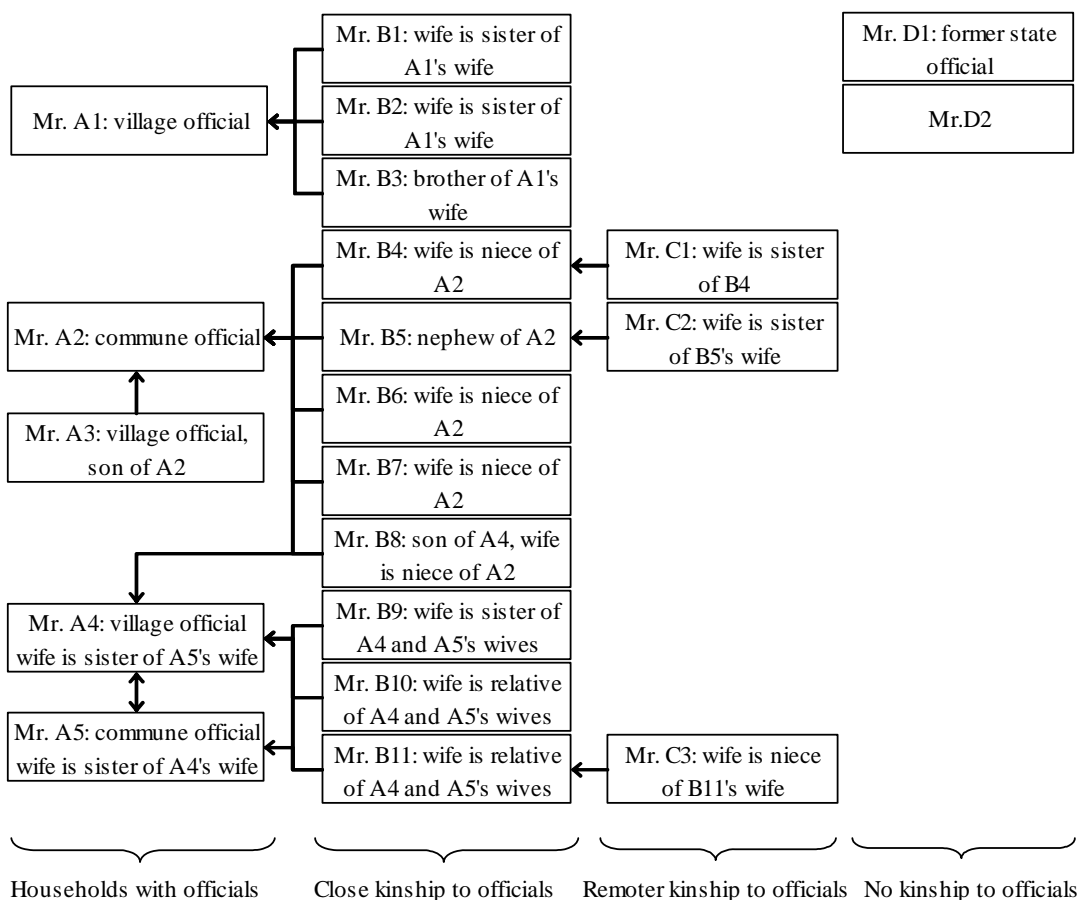 Mr. B1: wife is sister of
A1's wife
Mr. D1: former state
official
Mr. A1: village official
Mr. B2: wife is sister of
A1's wife
Mr.D2
Mr. B3: brother of A1's
wife
Mr. B4: wife is niece of
A2
Mr. C1: wife is sister
of B4
Mr. A2: commune official
Mr. B5: nephew of A2
Mr. C2: wife is sister
of B5's wife
Mr. A3: village official,
son of A2
Mr. B6: wife is niece of
A2
Mr. B7: wife is niece of
A2
Mr. B8: son of A4, wife
is niece of A2
Mr. A4: village official
wife is sister of A5's wife
Mr. B9: wife is sister of
A4 and A5's wives
Mr. B10: wife is relative
of A4 and A5's wives
Mr. A5: commune official
wife is sister of A4's wife
Mr. B11: wife is relative
of A4 and A5's wives
Mr. C3: wife is niece
of B11's wife
Households with officials
Close kinship to officials
Remoter kinship to officials
No kinship to officials